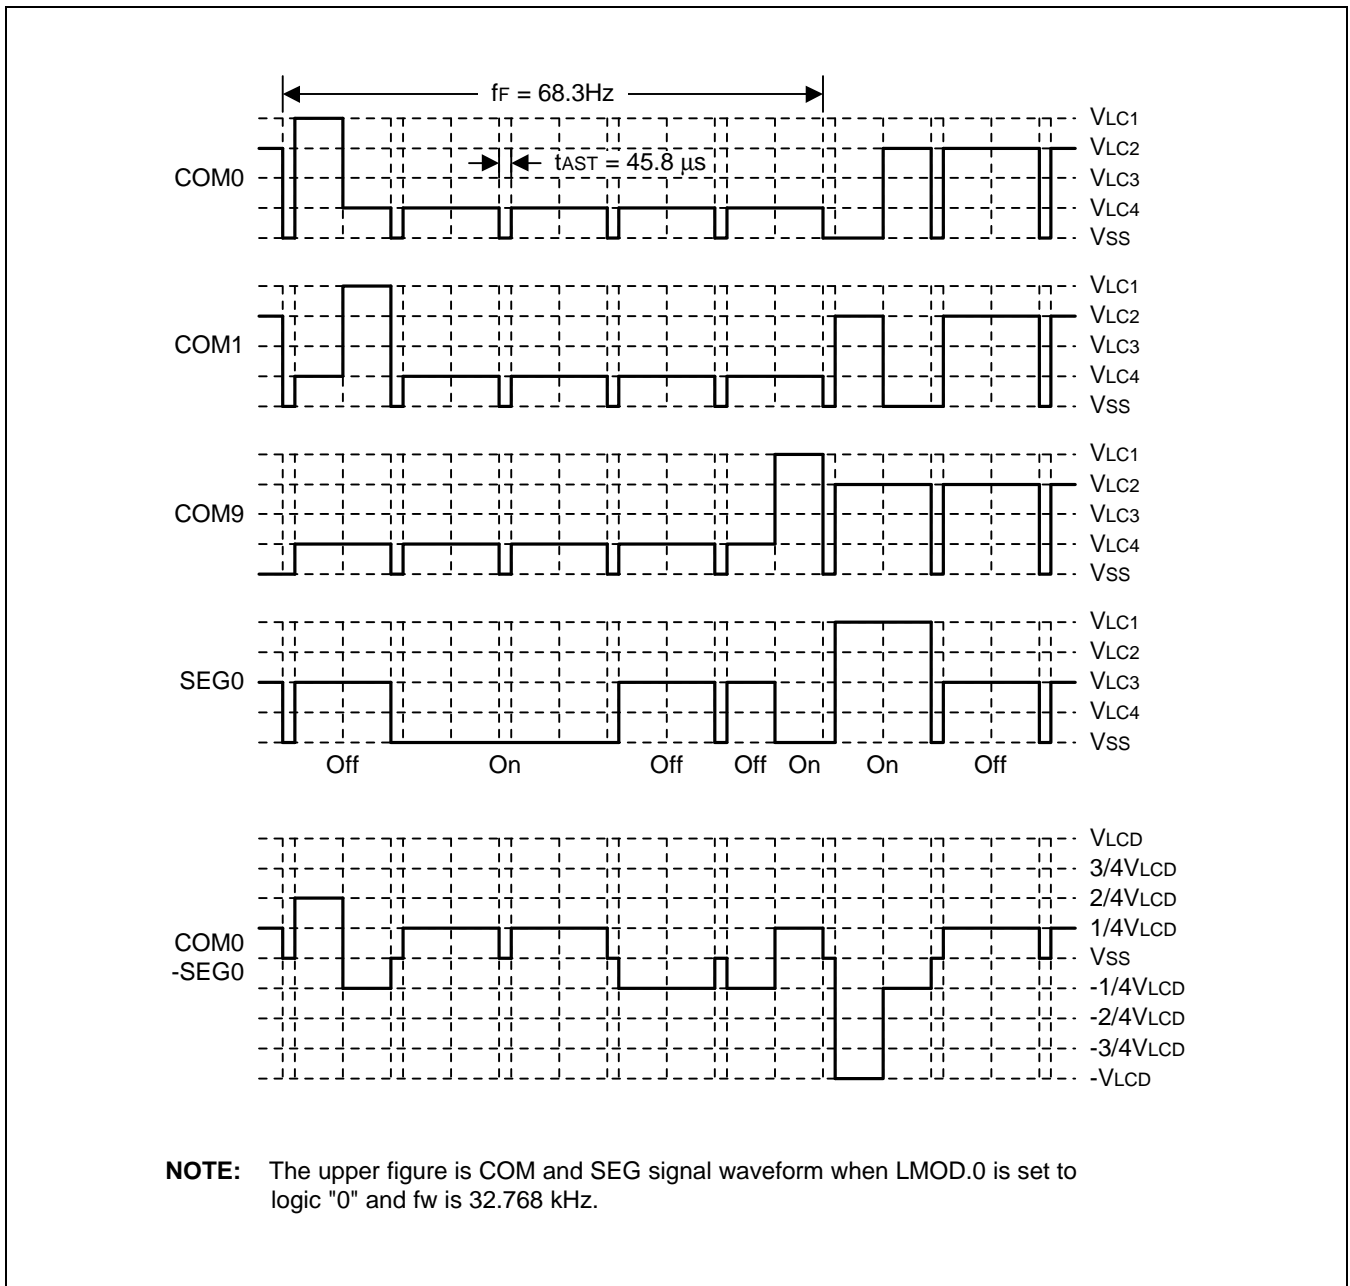 fF = 68.3Hz
tAST = 45.8 µs
COM0
VLC1
VLC2
VLC3
VLC4
VSS
COM1
VLC1
VLC2
VLC3
VLC4
VSS
COM9
VLC1
VLC2
VLC3
VLC4
VSS
SEG0
VLC1
VLC2
VLC3
VLC4
VSS
Off On Off Off On On Off
COM0
-SEG0
VLCD
3/4VLCD
2/4VLCD
1/4VLCD
VSS
-1/4VLCD
-2/4VLCD
-3/4VLCD
-VLCD
NOTE: The upper figure is COM and SEG signal waveform when LMOD.0 is set to
logic "0" and fw is 32.768 kHz.